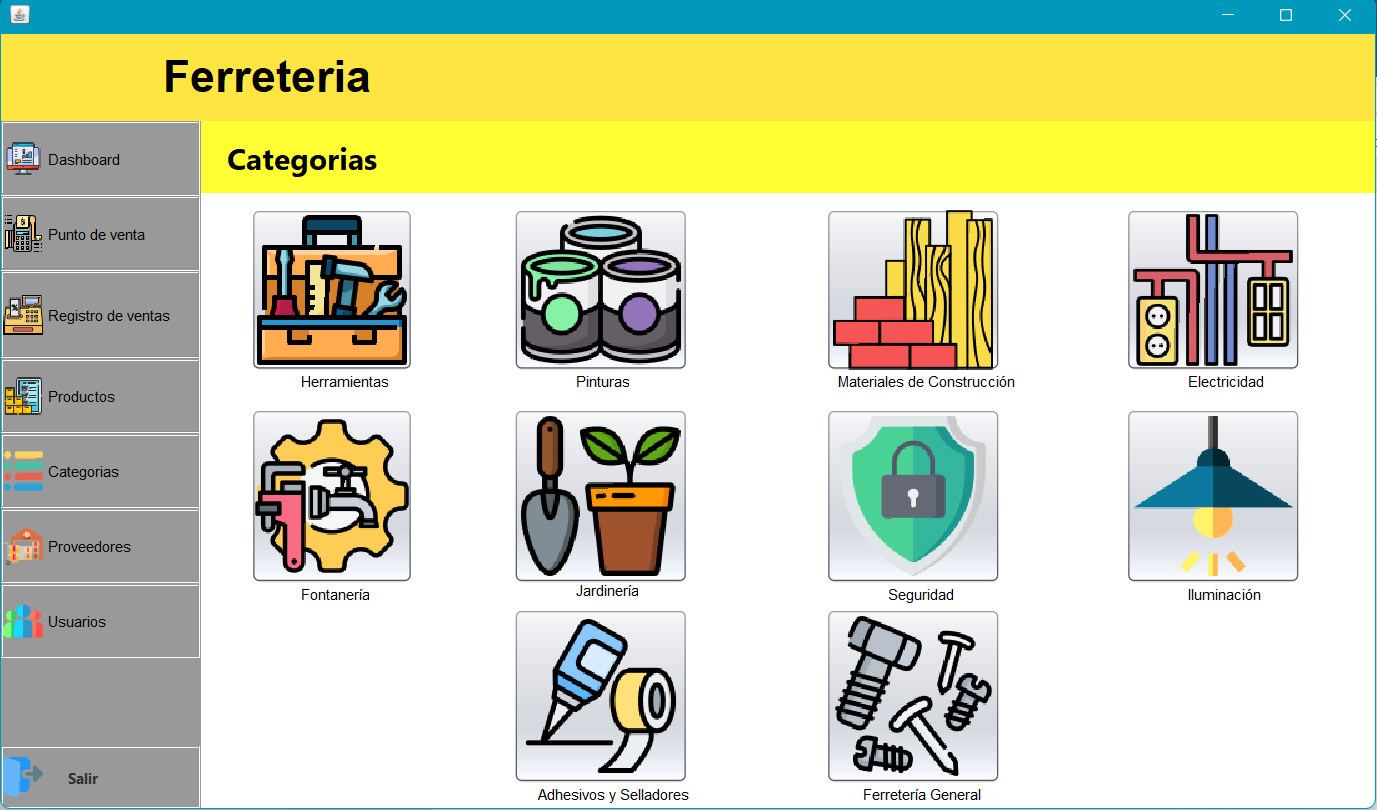 Ferreteria
Categorias
Dashboard
Punto de venta
Registro de ventas
Productos
Categorias
Proveedores
Usuarios
Salir
Herramientas
Pinturas
Materiales de Construcción
Electricidad
Fontanería
Jardinería
Seguridad
Iluminación
Adhesivos y Selladores
Ferretería General